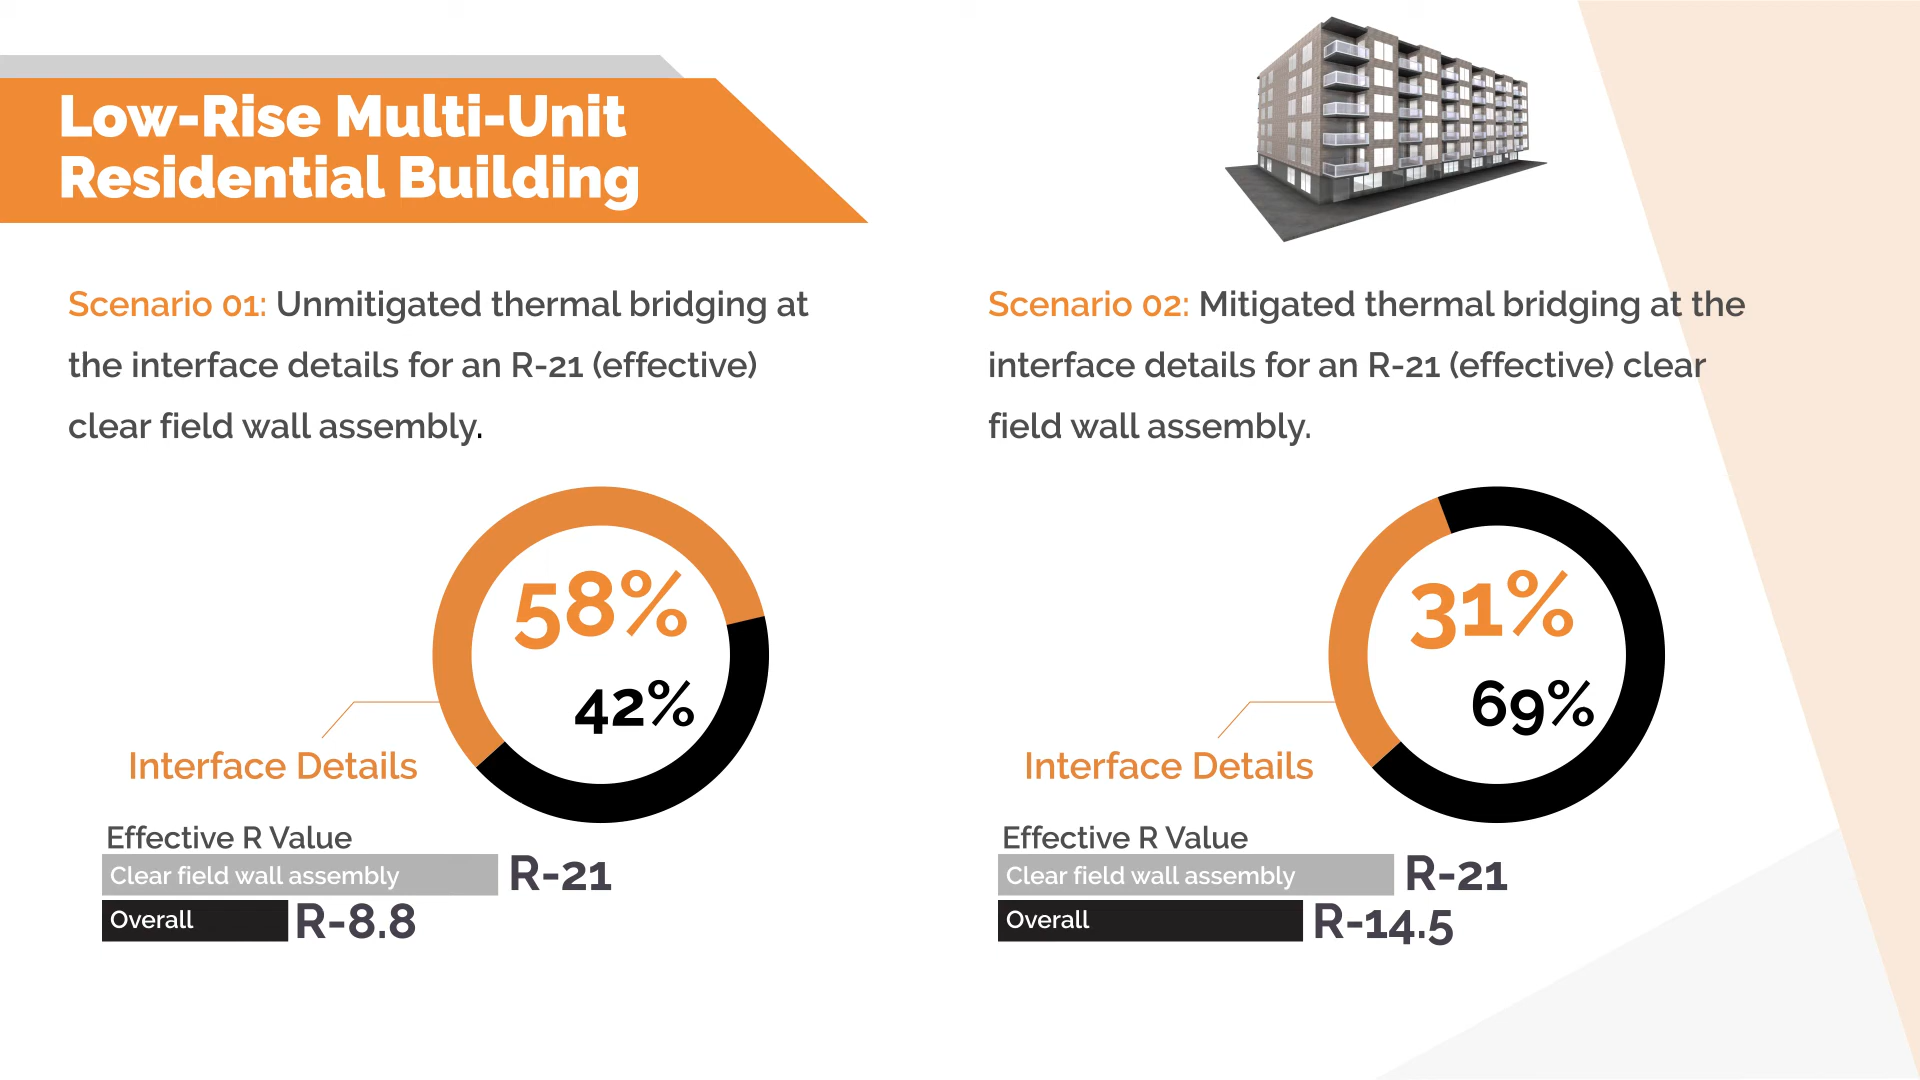 Low-Rise Multi-Unit
Residential Building
Scenario 01: Unmitigated thermal bridging at
the interface details for an R-21 (effective)
clear field wall assembly.
58%
42%
Interface Details
Effective R Value
Clear field wall assembly R-21
Overall R-8.8
Scenario 02: Mitigated thermal bridging at the
interface details for an R-21 (effective) clear
field wall assembly.
31%
69%
Interface Details
Effective R Value
Clear field wall assembly R-21
Overall R-14.5